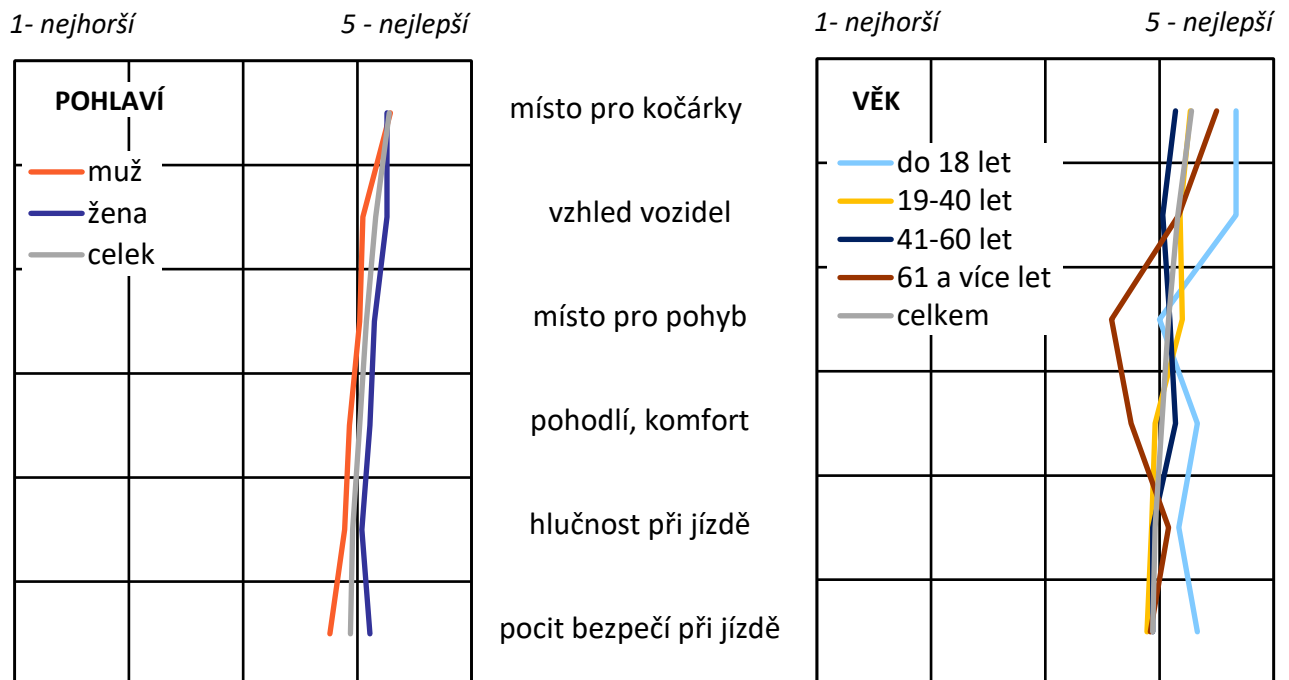 1- nejhorší
5 - nejlepší
POHLAVÍ
muž
žena
celek
místo pro kočárky
vzhled vozidel
místo pro pohyb
pohodlí, komfort
hlučnost při jízdě
pocit bezpečí při jízdě
1- nejhorší
5 - nejlepší
VĚK
do 18 let
19-40 let
41-60 let
61 a více let
celkem